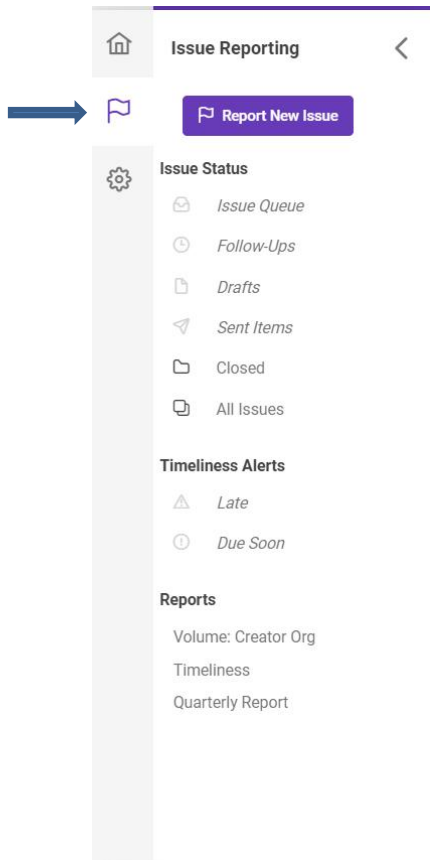 Issue Reporting
Report New Issue
Issue Status
Issue Queue
Follow-Ups
Drafts
Sent Items
Closed
All Issues
Timeliness Alerts
Late
Due Soon
Reports
Volume: Creator Org
Timeliness
Quarterly Report